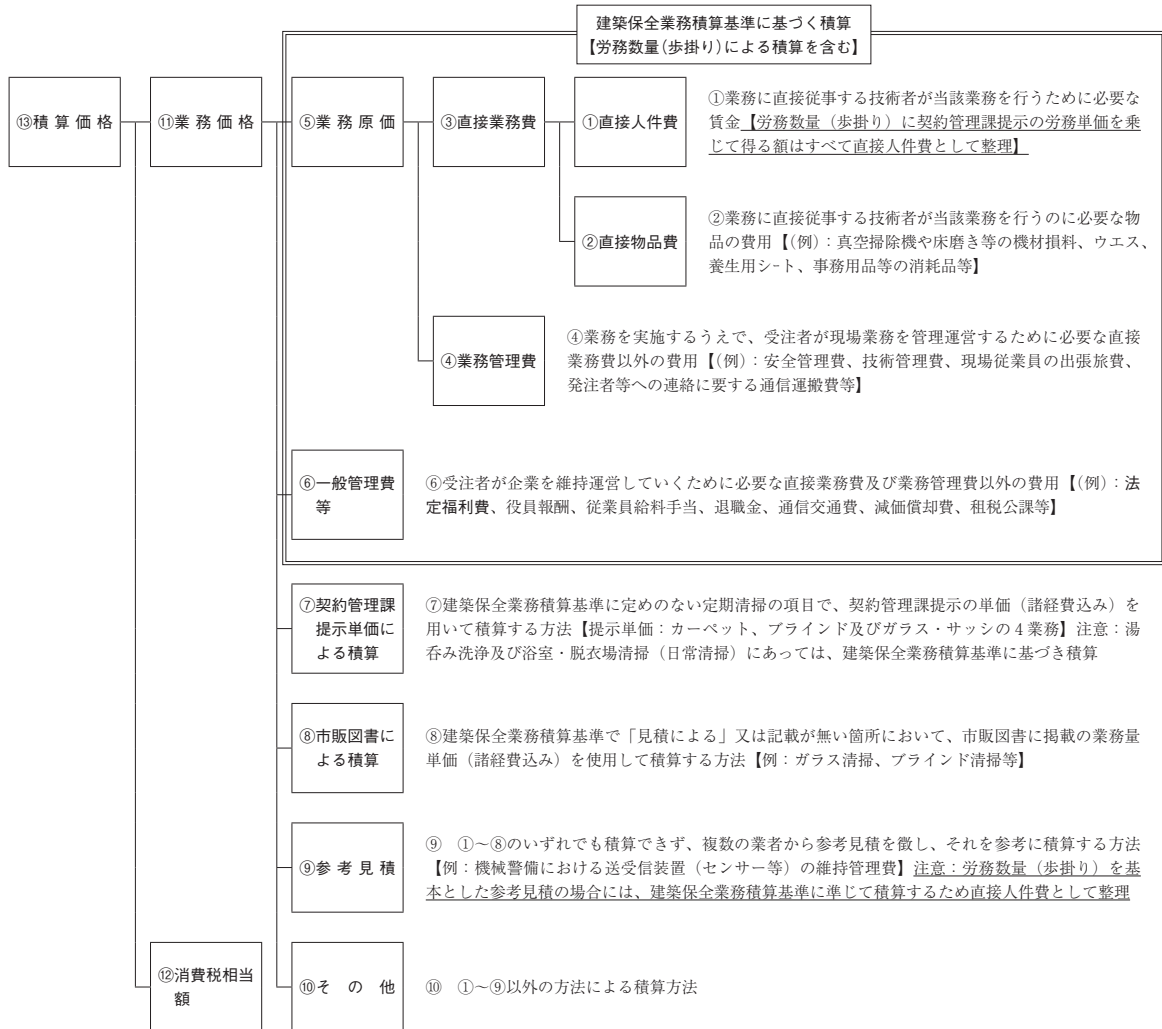 建築保全業務積算基準に基づく積算
【労務数量(歩掛り)による積算を含む】
⑬積算価格
⑪業務価格
⑤業務原価
③直接業務費
①直接人件費
①業務に直接従事する技術者が当該業務を行うために必要な
賃金【労務数量（歩掛り）に契約管理課提示の労務単価を乗
じて得る額はすべて直接人件費として整理】
②直接物品費
②業務に直接従事する技術者が当該業務を行うのに必要な物
品の費用【(例)：真空掃除機や床磨き等の機材損料、ウエス、
養生用シート、事務用品等の消耗品等】
④業務管理費
④業務を実施するうえで、受注者が現場業務を管理運営するために必要な直接
業務費以外の費用【(例)：安全管理費、技術管理費、現場従業員の出張旅費、
発注者等への連絡に要する通信運搬費等】
⑥一般管理費
等
⑥受注者が企業を維持運営していくために必要な直接業務費及び業務管理費以外の費用【(例)：法
定福利費、役員報酬、従業員給料手当、退職金、通信交通費、減価償却費、租税公課等】
⑦契約管理課
提示単価に
よる積算
⑦建築保全業務積算基準に定めのない定期清掃の項目で、契約管理課提示の単価（諸経費込み）を
用いて積算する方法【提示単価：カーペット、ブラインド及びガラス・サッシの４業務】注意：湯
呑み洗浄及び浴室・脱衣場清掃（日常清掃）にあっては、建築保全業務積算基準に基づき積算
⑧市販図書に
よる積算
⑧建築保全業務積算基準で「見積による」又は記載が無い箇所において、市販図書に掲載の業務量
単価（諸経費込み）を使用して積算する方法【例：ガラス清掃、ブラインド清掃等】
⑨参考見積
⑨　①～⑧のいずれでも積算できず、複数の業者から参考見積を徴し、それを参考に積算する方法
【例：機械警備における送受信装置（センサー等）の維持管理費】注意：労務数量（歩掛り）を基
本とした参考見積の場合には、建築保全業務積算基準に準じて積算するため直接人件費として整理
⑫消費税相当
額
⑩その他
⑩　①～⑨以外の方法による積算方法